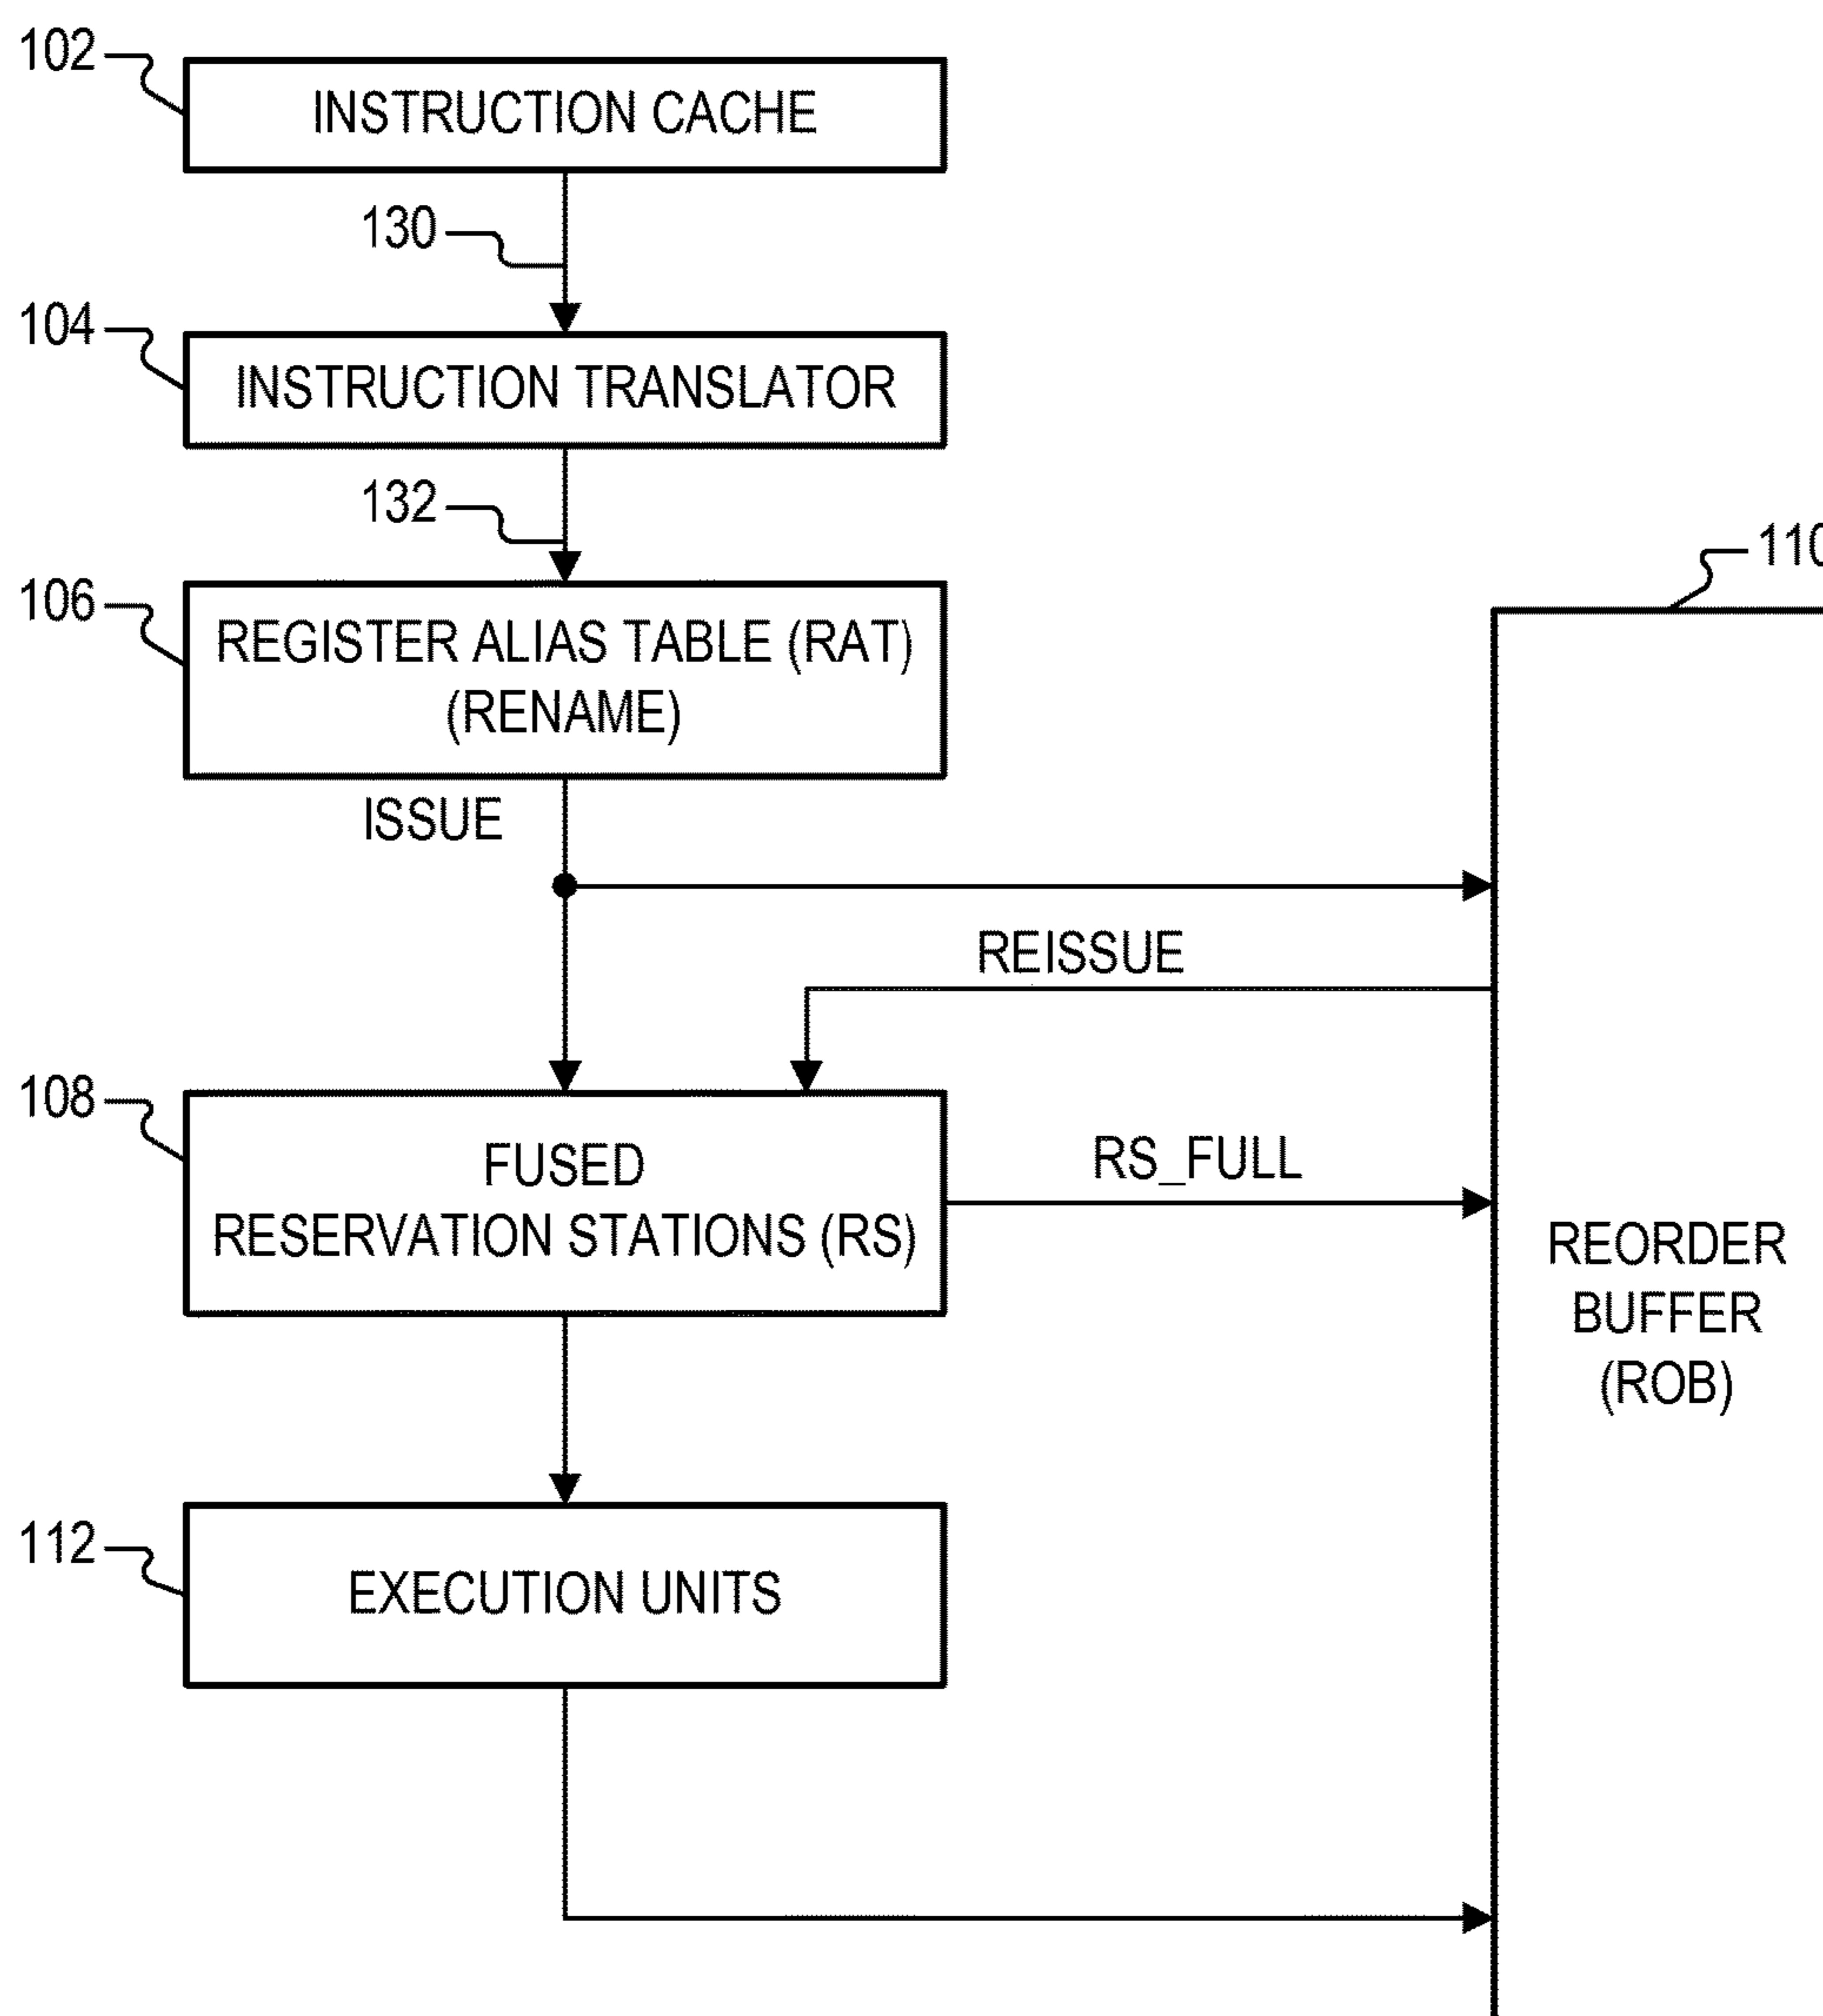 102
INSTRUCTION CACHE
130
104
INSTRUCTION TRANSLATOR
132
110
106
REGISTER ALIAS TABLE (RAT)
(RENAME)
ISSUE
REISSUE
108
FUSED
RESERVATION STATIONS (RS)
RS_FULL
REORDER
BUFFER
(ROB)
112
EXECUTION UNITS